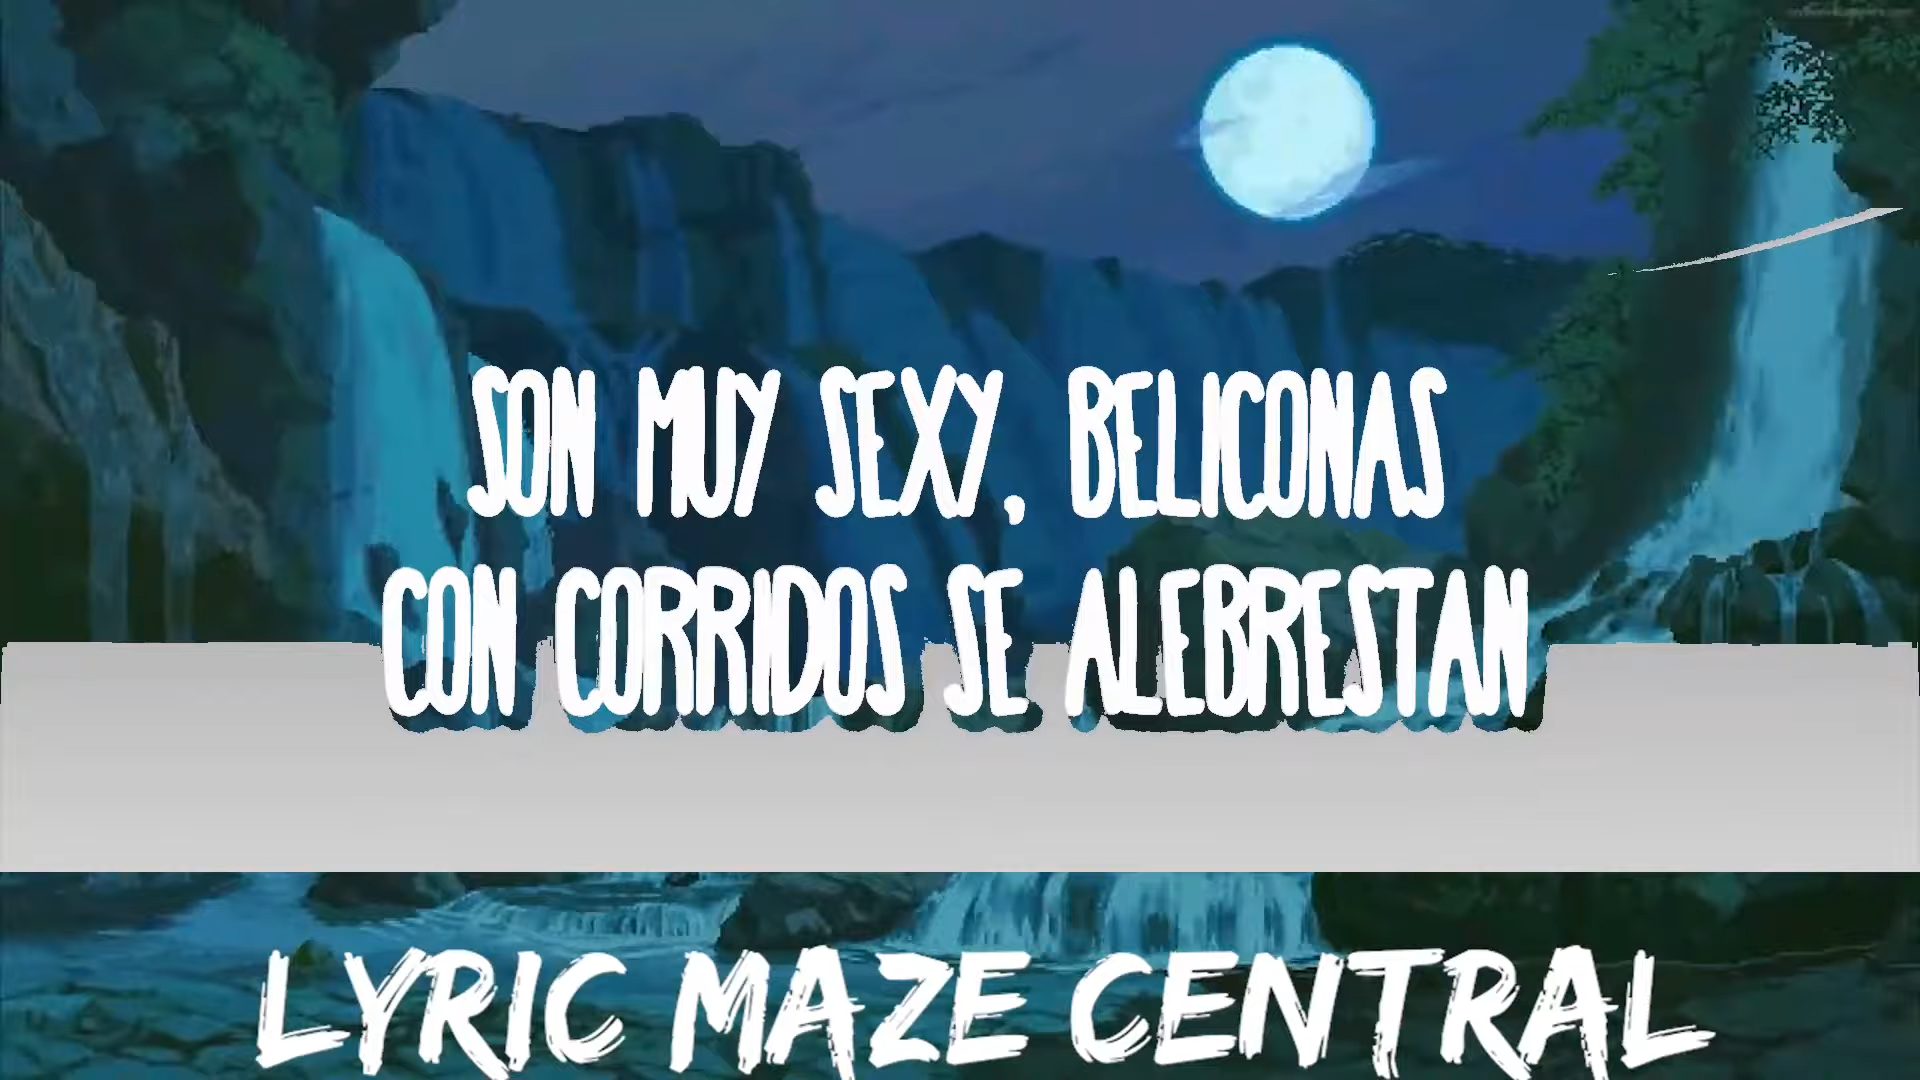 SON MUY SEXY, BELICONAS
CON CORRIDOS SE ALEBRESTAN
LYRIC MAZE CENTRAL